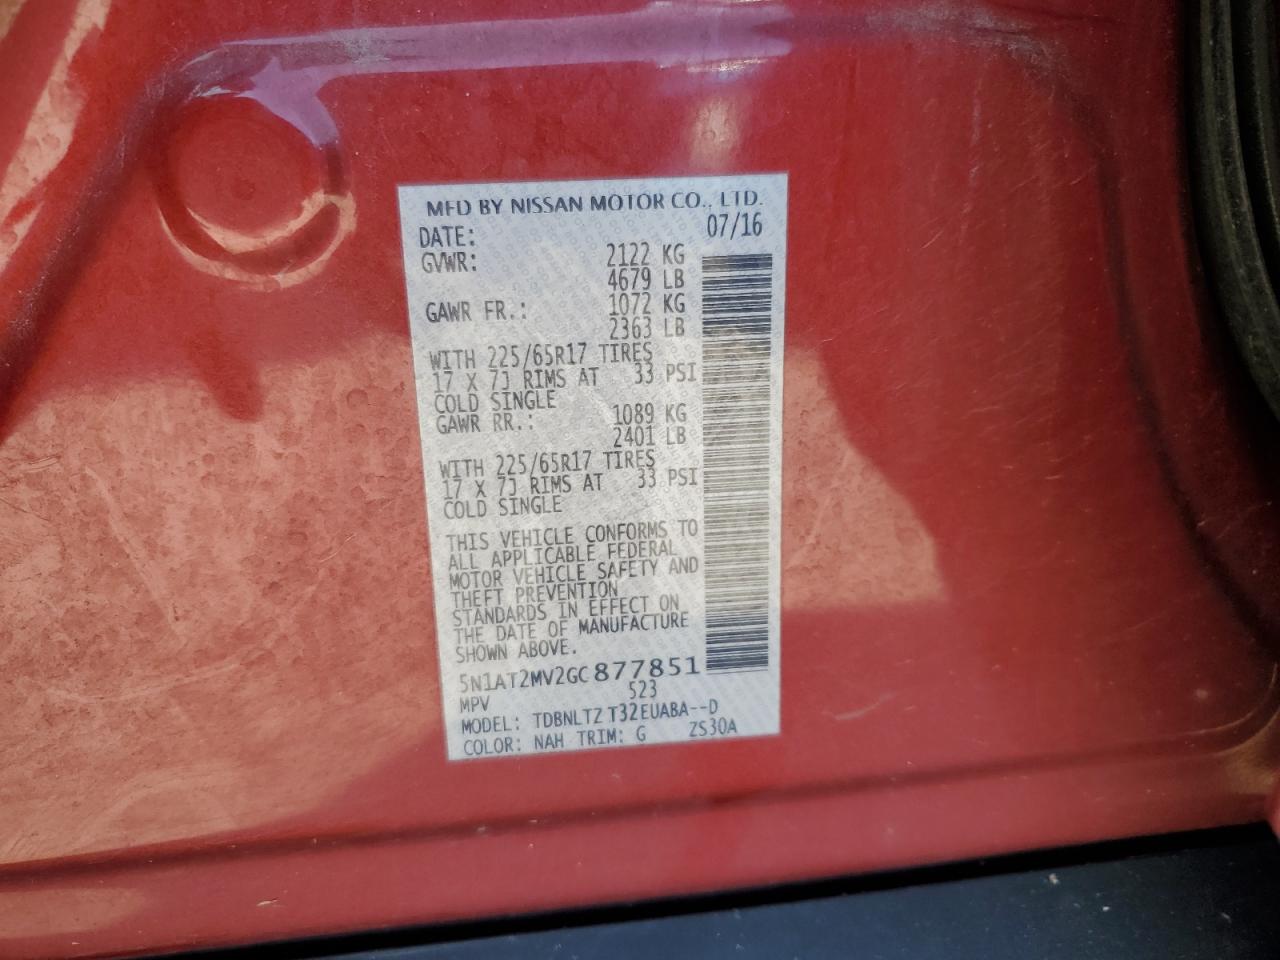 MFD BY NISSAN MOTOR CO., LTD.
DATE: 07/16
GVWR: 2122 KG
4679 LB
GAWR FR.: 1072 KG
2363 LB
WITH 225/65R17 TIRES
17 X 7J RIMS AT 33 PSI
COLD SINGLE
GAWR RR.: 1089 KG
2401 LB
WITH 225/65R17 TIRES
17 X 7J RIMS AT 33 PSI
COLD SINGLE
THIS VEHICLE CONFORMS TO
ALL APPLICABLE FEDERAL
MOTOR VEHICLE SAFETY AND
THEFT PREVENTION
STANDARDS IN EFFECT ON
THE DATE OF MANUFACTURE
SHOWN ABOVE.
5N1AT2MV2GC877851
MPV 523
MODEL: TDBNLTZ T32EUABA--D
COLOR: NAH TRIM: G ZS30A